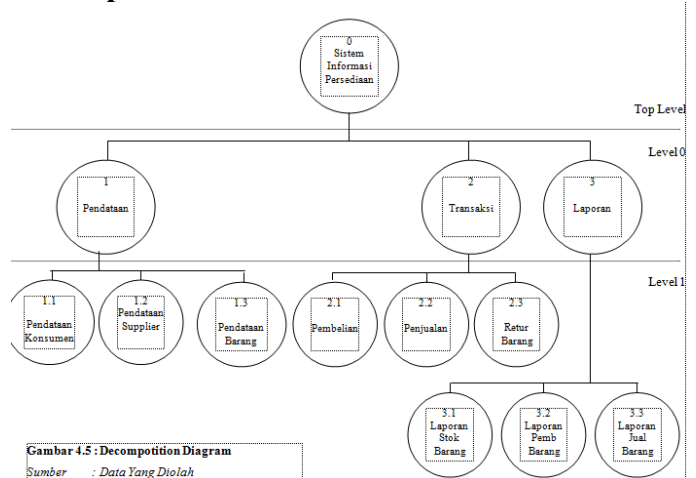 0
Sistem
Informasi
Persediaan
Top Level
Level 0
1
Pendataan
2
Transaksi
3
Laporan
Level 1
1.1
Pendataan
Konsumen
1.2
Pendataan
Supplier
1.3
Pendataan
Barang
2.1
Pembelian
2.2
Penjualan
2.3
Retur
Barang
3.1
Laporan
Stok
Barang
3.2
Laporan
Pemb
Barang
3.3
Laporan
Jual
Barang
Gambar 4.5 : Decompotition Diagram
Sumber : Data Yang Diolah